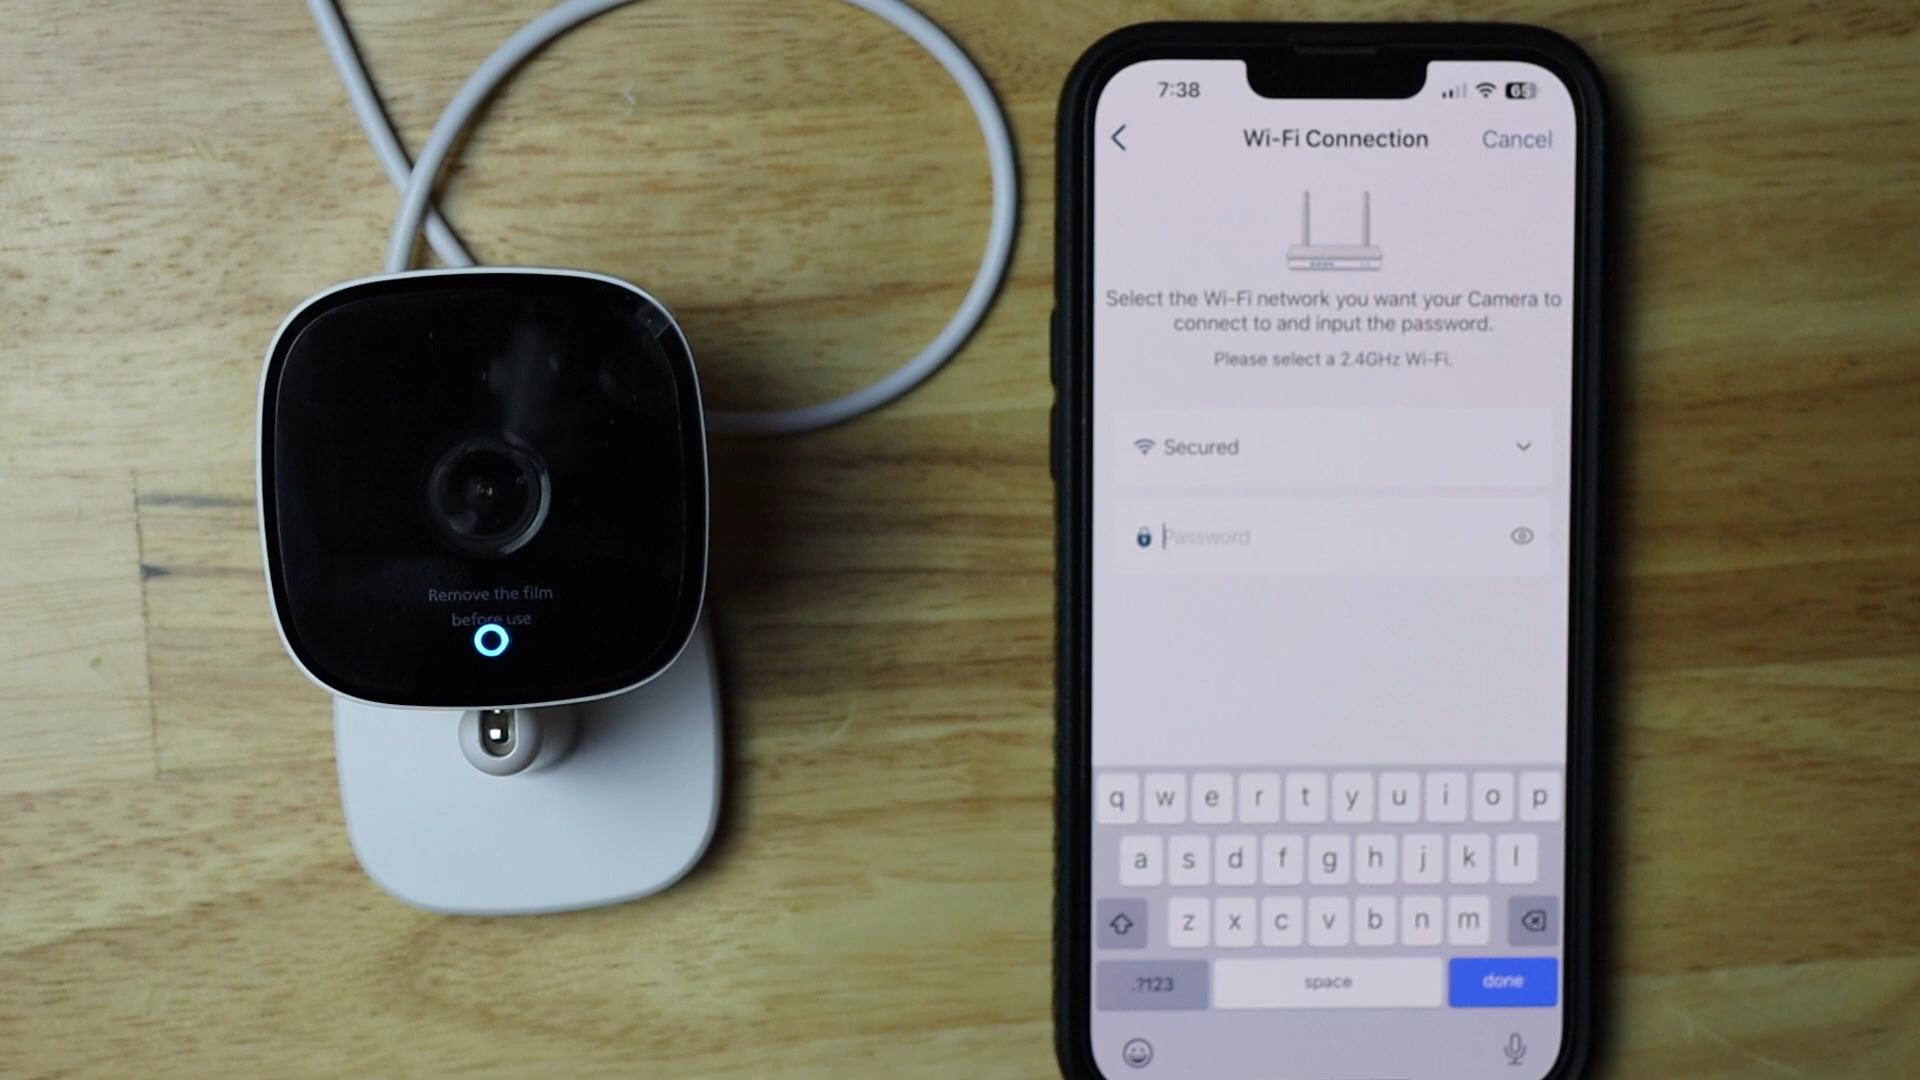 Remove the film
before use
7:38
65
Wi-Fi Connection
Cancel
Select the Wi-Fi network you want your Camera to
connect to and input the password.
Please select a 2.4GHz Wi-Fi.
Secured
Password
q w e r t y u i o p
a s d f g h j k l
z x c v b n m
.?123
space
done